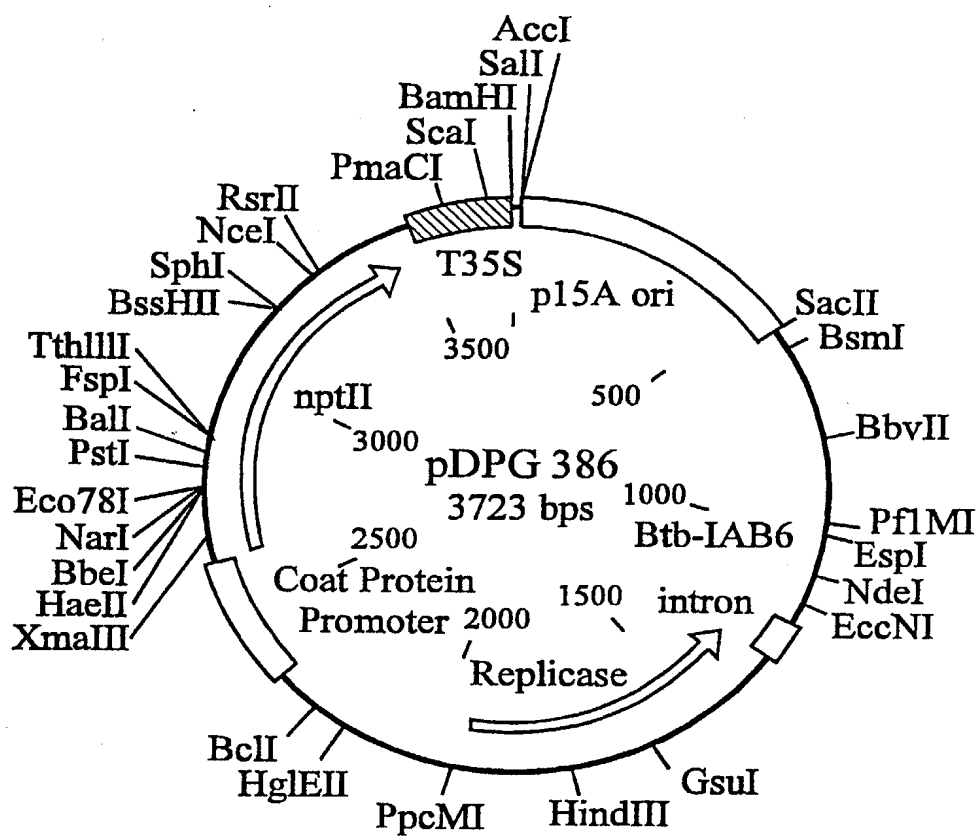 AccI
SalI
BamHI
ScaI
PmaCI
RsrII
NceI
SphI
BssHII
TthlllI
FspI
BalI
PstI
Eco78I
NarI
BbeI
HaeII
XmaIII
BclI
HglEII
PpcMI
HindIII
GsuI
EccNI
NdeI
EspI
Pf1MI
BbvII
BsmI
SacII
T35S
p15A ori
3500
500
nptII
3000
pDPG 386
3723 bps
1000
Btb-IAB6
2500
Coat Protein
Promoter
2000
1500
intron
Replicase